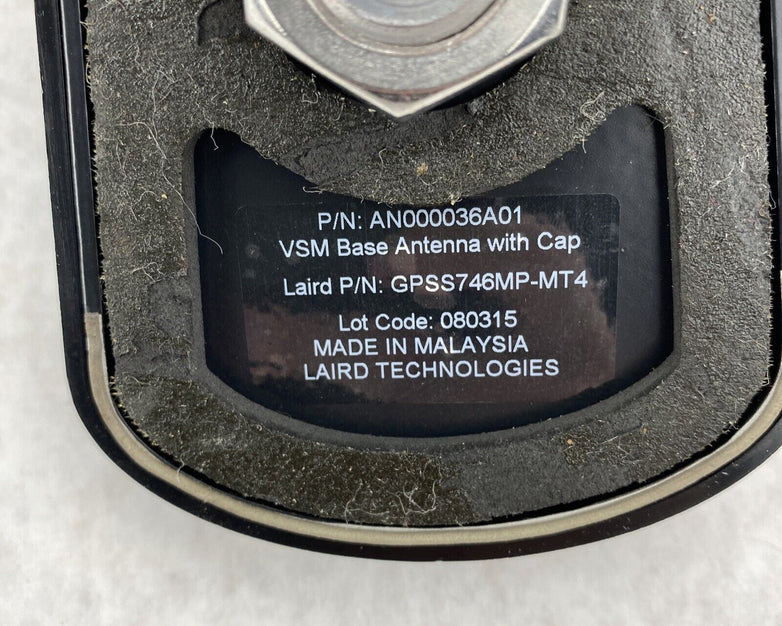 P/N: AN000036A01
VSM Base Antenna with Cap
Laird P/N: GPSS746MP-MT4
Lot Code: 080315
MADE IN MALAYSIA
LAIRD TECHNOLOGIES